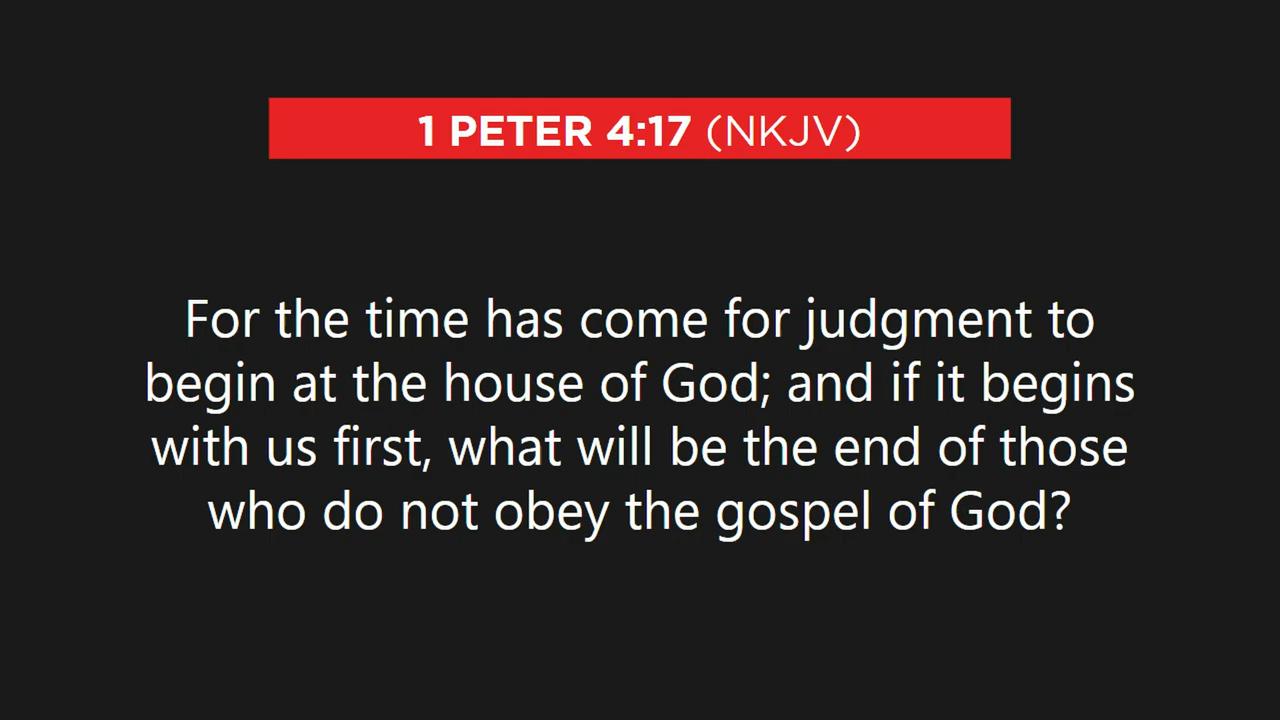 1 PETER 4:17 (NKJV)
For the time has come for judgment to
begin at the house of God; and if it begins
with us first, what will be the end of those
who do not obey the gospel of God?